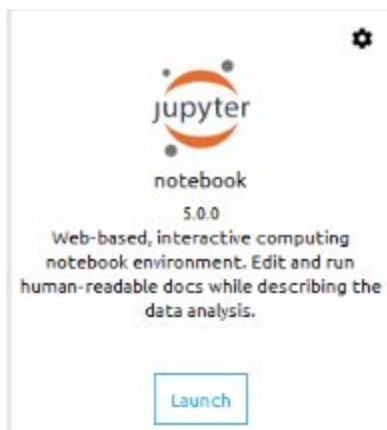 jupyter
notebook
5.0.0
Web-based, interactive computing
notebook environment. Edit and run
human-readable docs while describing the
data analysis.
Launch